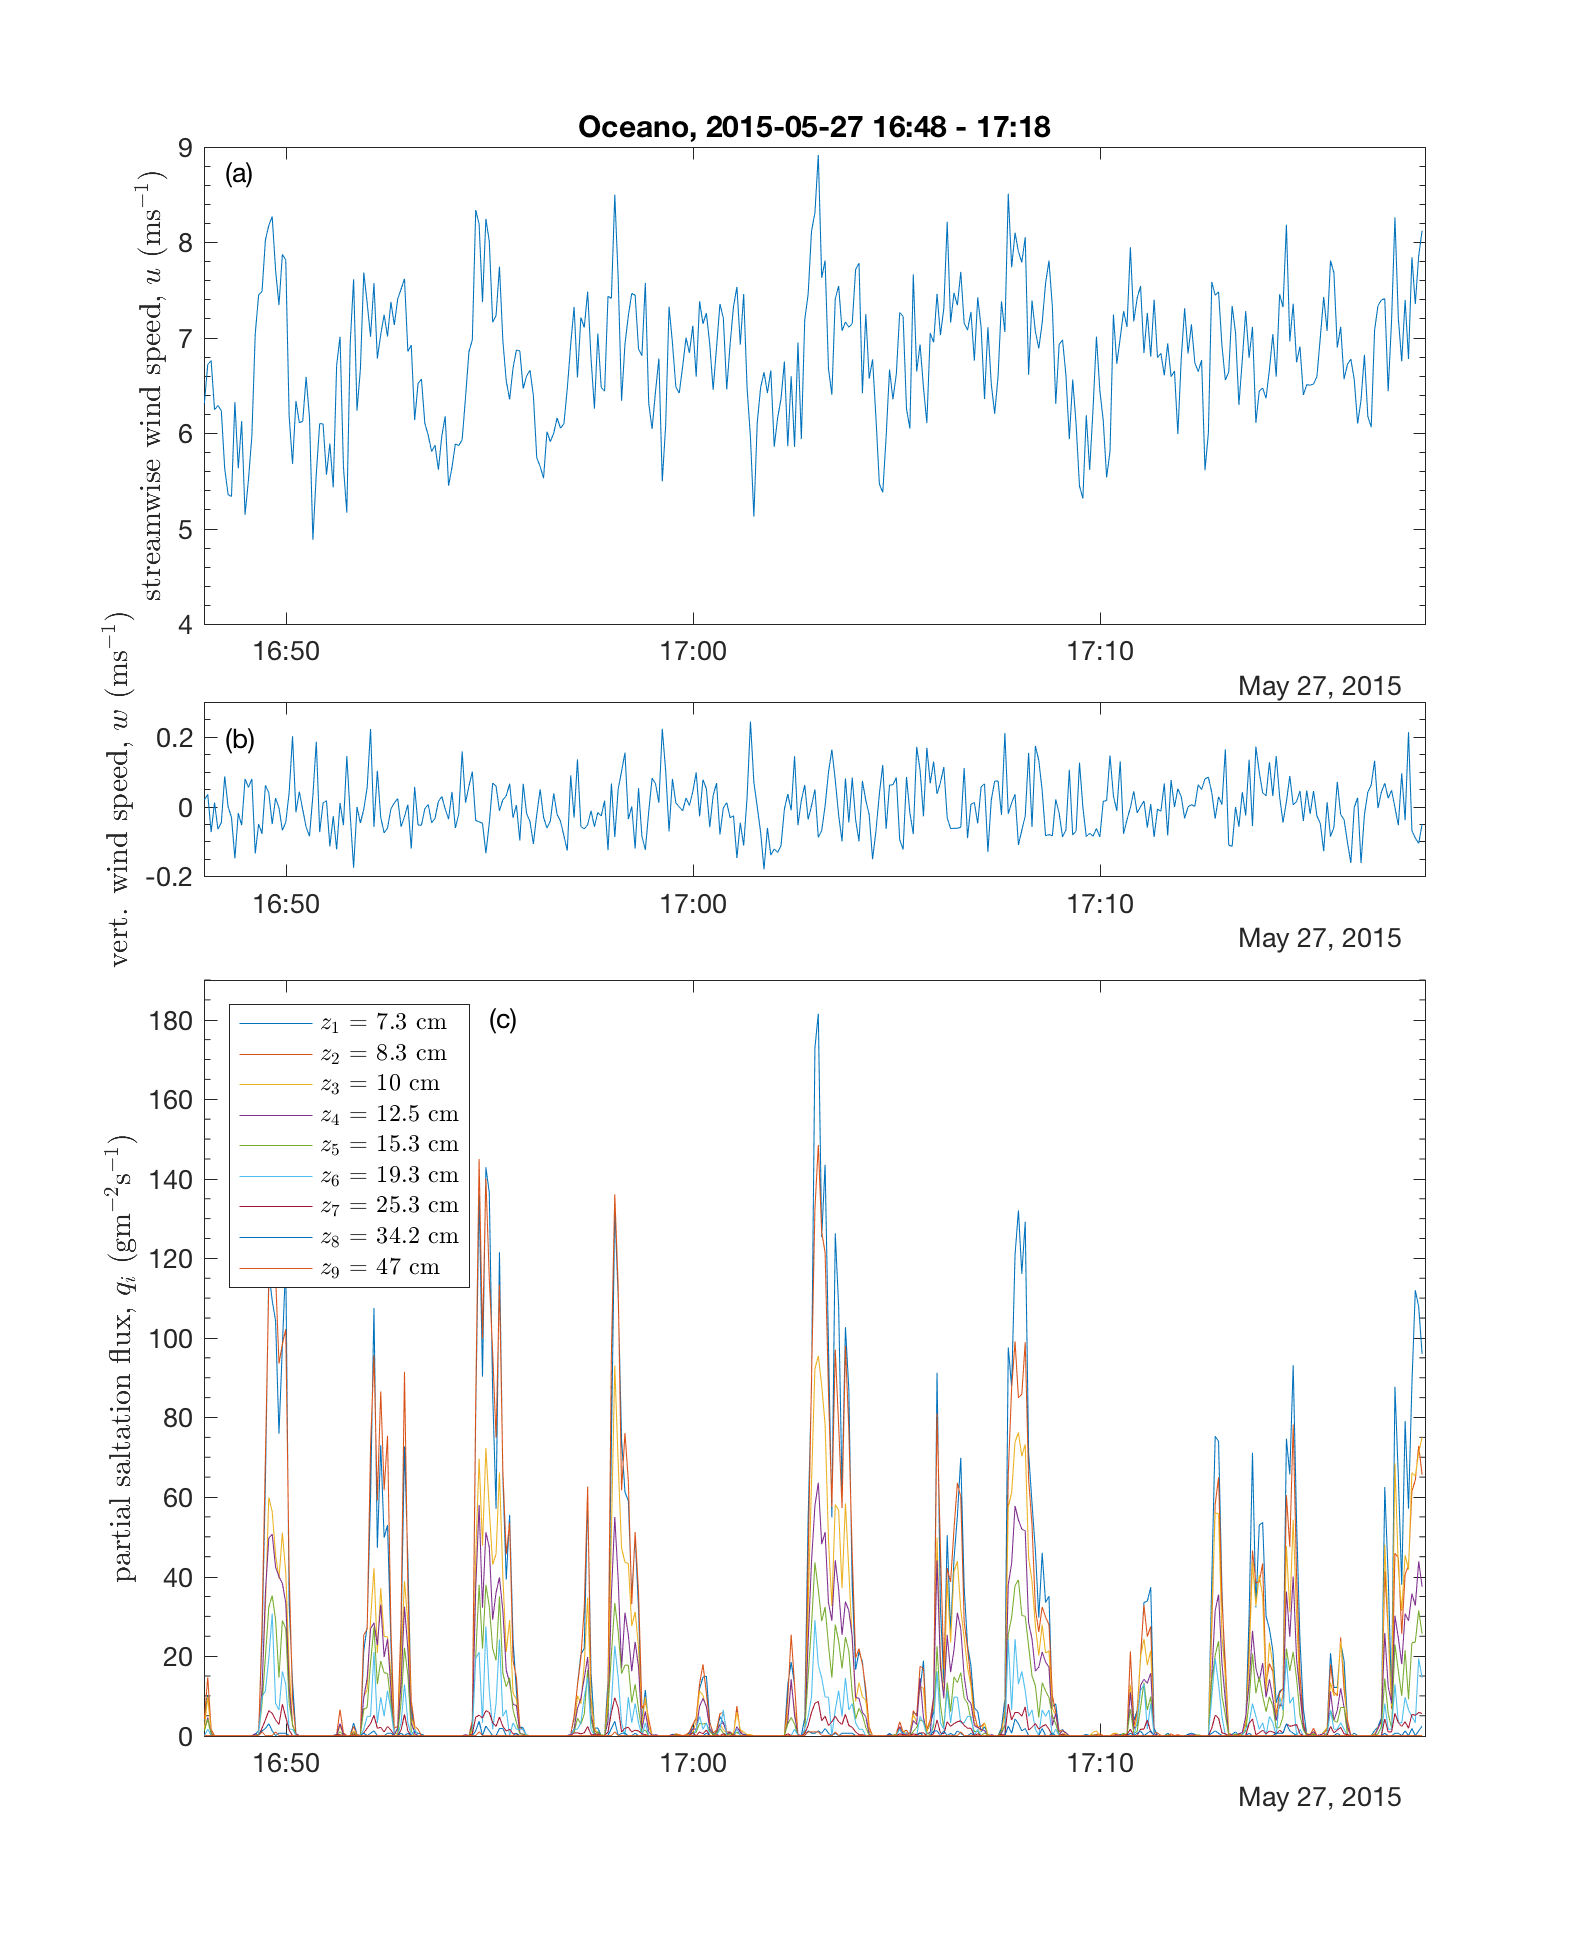 Oceano, 2015-05-27 16:48 - 17:18
(a)
streamwise wind speed, u (ms⁻¹)
9
8
7
6
5
4
16:50 17:00 17:10
May 27, 2015
(b)
vert. wind speed, w (ms⁻¹)
0.2
0
-0.2
16:50 17:00 17:10
May 27, 2015
(c)
partial saltation flux, qᵢ (gm⁻²s⁻¹)
180
160
140
120
100
80
60
40
20
0
z₁ = 7.3 cm
z₂ = 8.3 cm
z₃ = 10 cm
z₄ = 12.5 cm
z₅ = 15.3 cm
z₆ = 19.3 cm
z₇ = 25.3 cm
z₈ = 34.2 cm
z₉ = 47 cm
16:50 17:00 17:10
May 27, 2015